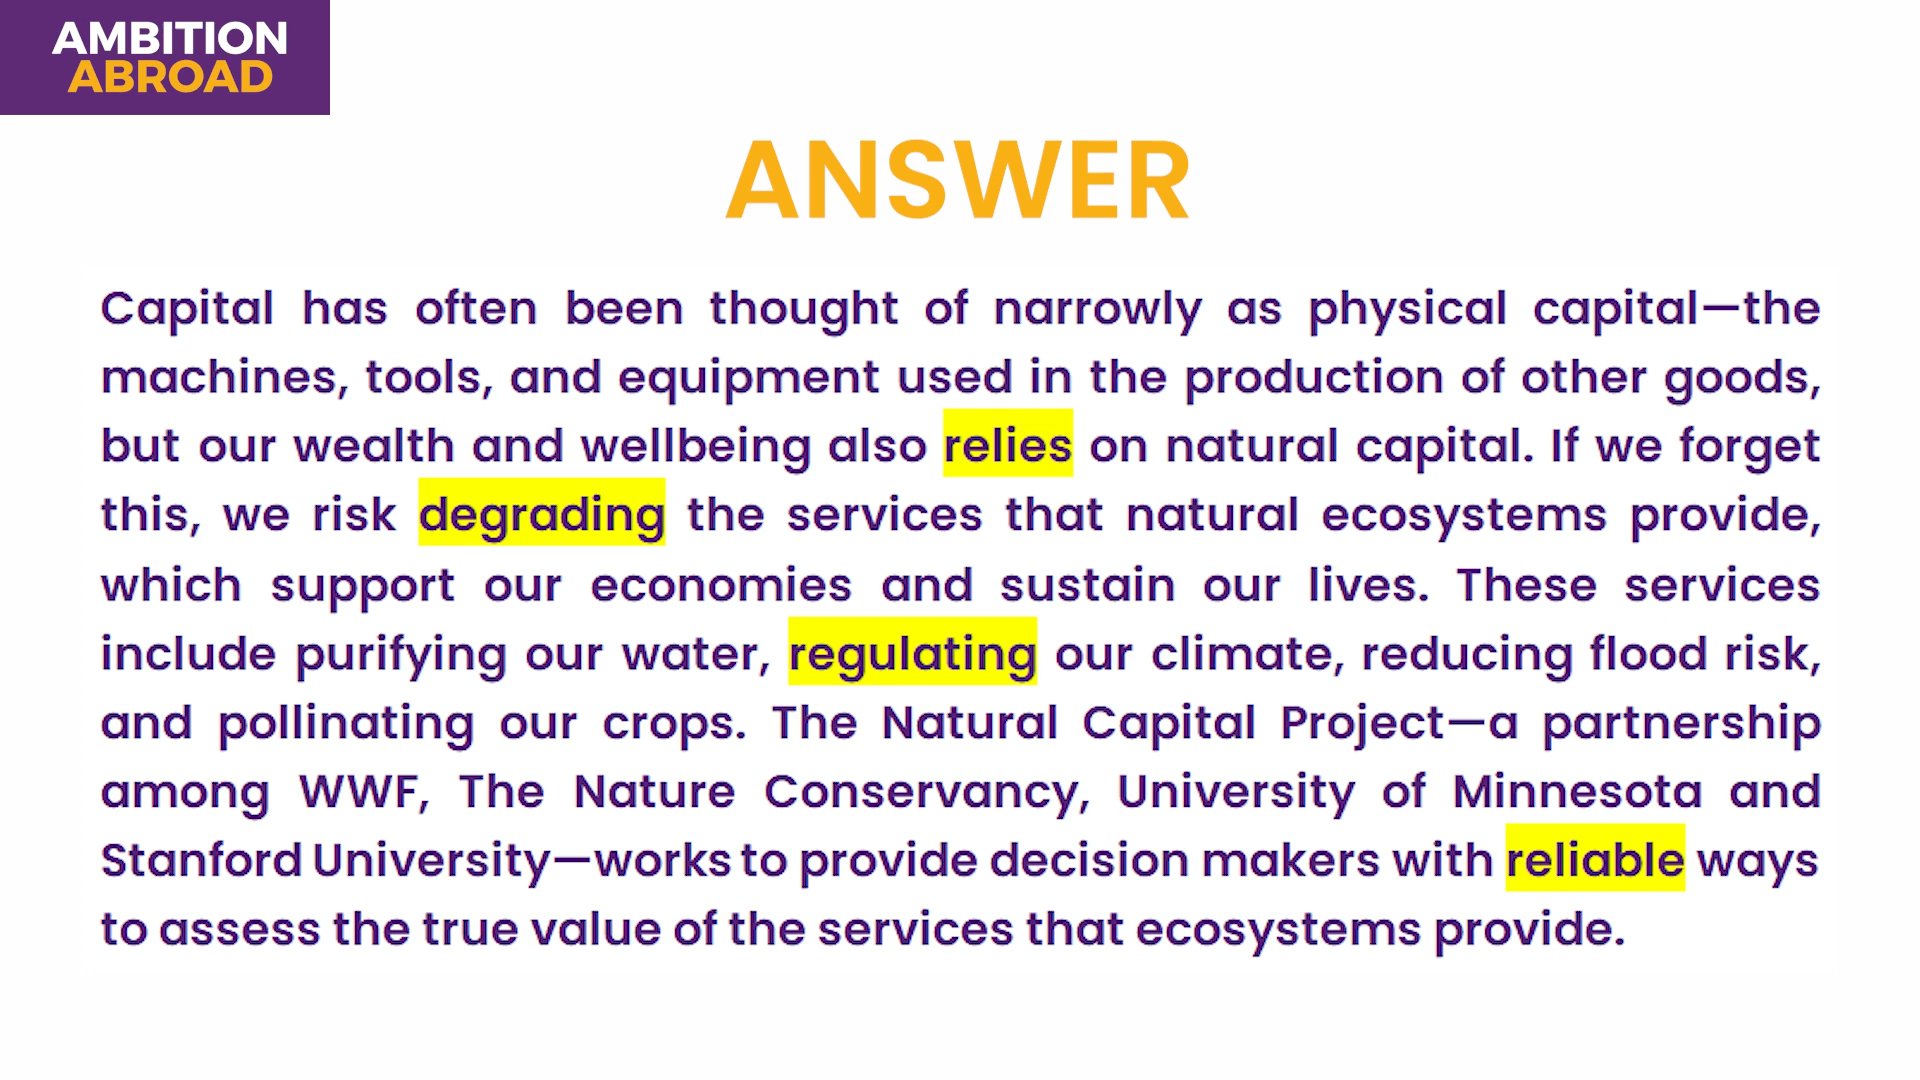 AMBITION
ABROAD
ANSWER
Capital has often been thought of narrowly as physical capital—the
machines, tools, and equipment used in the production of other goods,
but our wealth and wellbeing also relies on natural capital. If we forget
this, we risk degrading the services that natural ecosystems provide,
which support our economies and sustain our lives. These services
include purifying our water, regulating our climate, reducing flood risk,
and pollinating our crops. The Natural Capital Project—a partnership
among WWF, The Nature Conservancy, University of Minnesota and
Stanford University—works to provide decision makers with reliable ways
to assess the true value of the services that ecosystems provide.